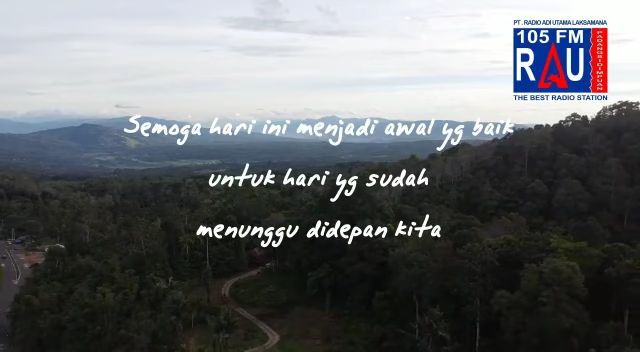 PT. RADIO ADI UTAMA LAKSAMANA
105 FM
RAU
PADANGSIDIMPUAN
THE BEST RADIO STATION
Semoga hari ini menjadi awal yg baik
untuk hari yg sudah
menunggu didepan kita